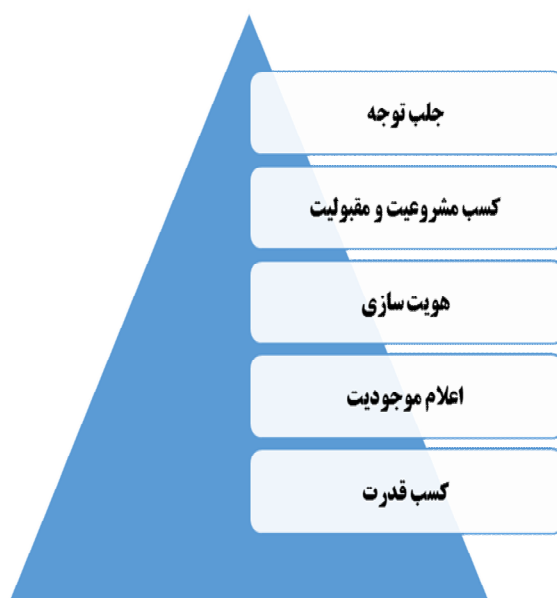 جلب توجه
کسب مشروعیت و مقبولیت
هویت سازی
اعلام موجودیت
کسب قدرت